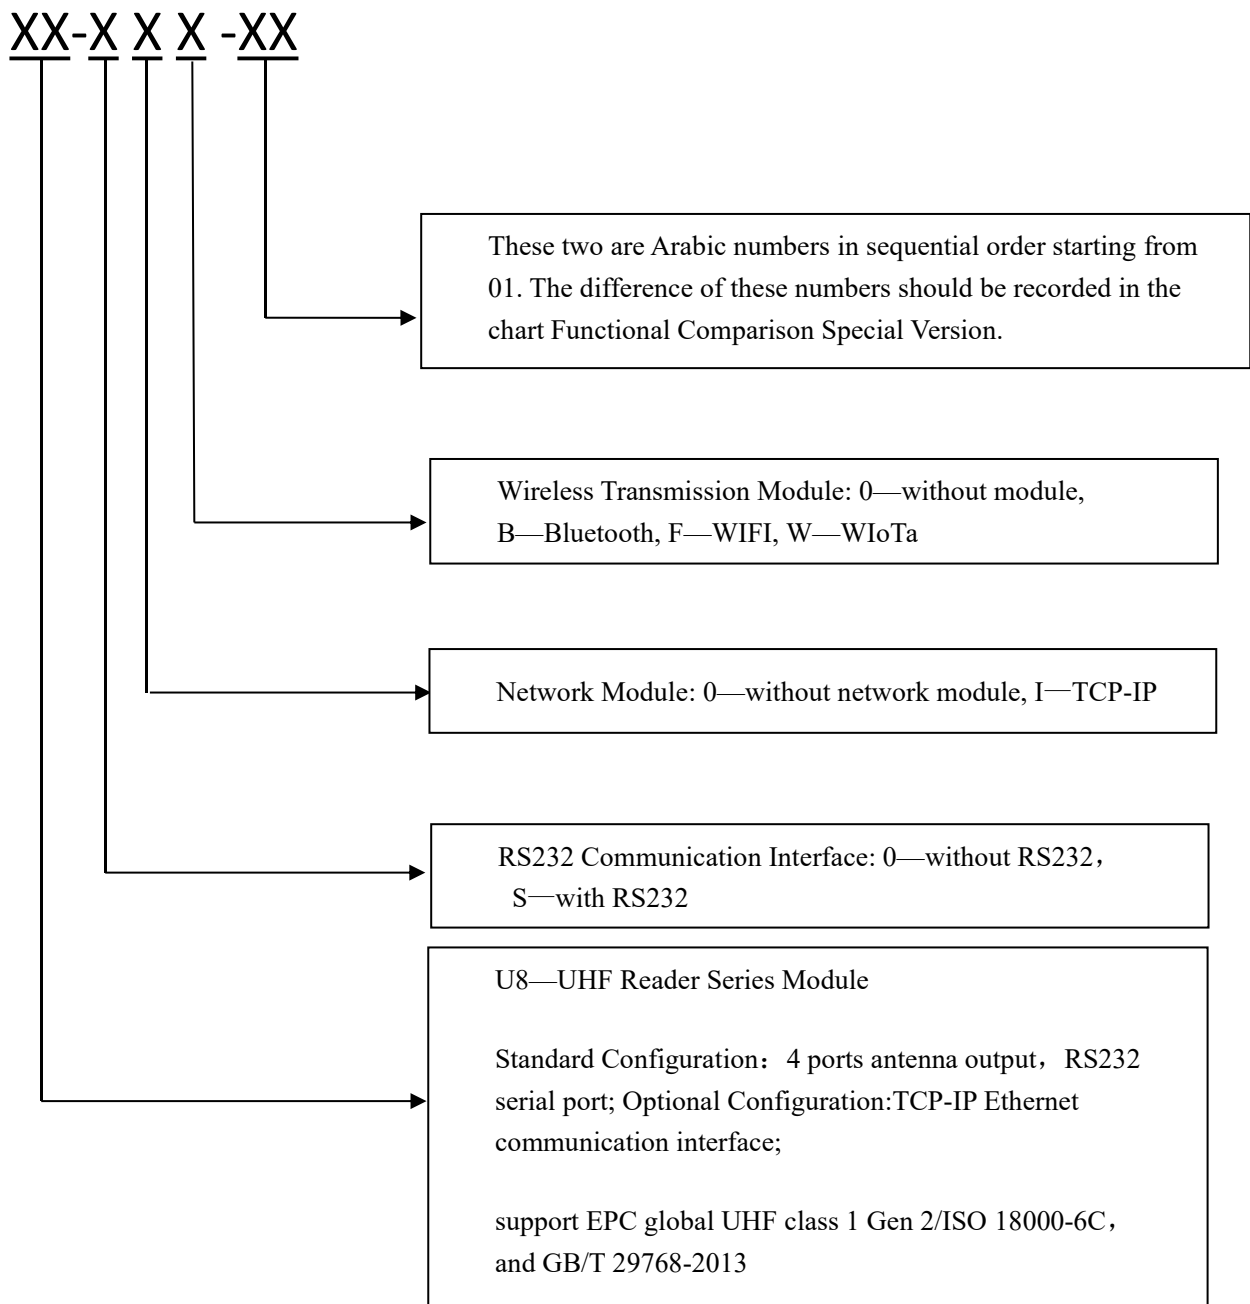 XX-X X X -XX
These two are Arabic numbers in sequential order starting from
01. The difference of these numbers should be recorded in the
chart Functional Comparison Special Version.
Wireless Transmission Module: 0—without module,
B—Bluetooth, F—WIFI, W—WIoTa
Network Module: 0—without network module, I—TCP-IP
RS232 Communication Interface: 0—without RS232，
S—with RS232
U8—UHF Reader Series Module
Standard Configuration：4 ports antenna output，RS232
serial port; Optional Configuration:TCP-IP Ethernet
communication interface;
support EPC global UHF class 1 Gen 2/ISO 18000-6C，
and GB/T 29768-2013